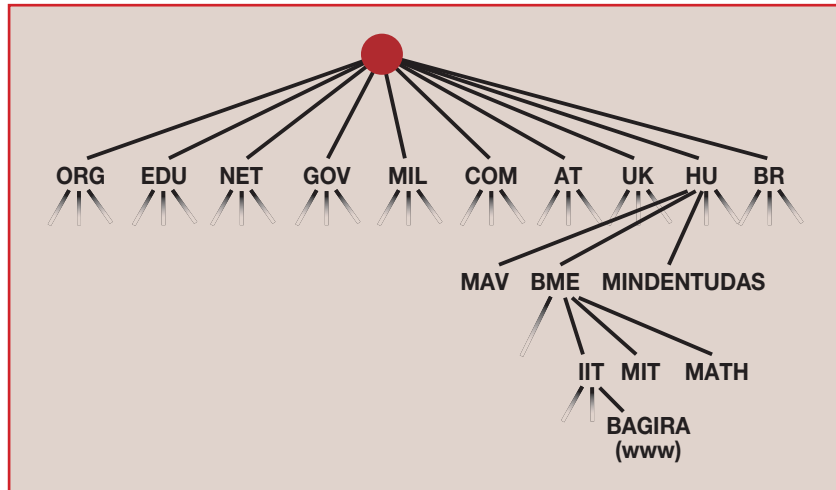 ORG EDU NET GOV MIL COM AT UK HU BR
MAV BME MINDENTUDAS
IIT MIT MATH
BAGIRA
(www)